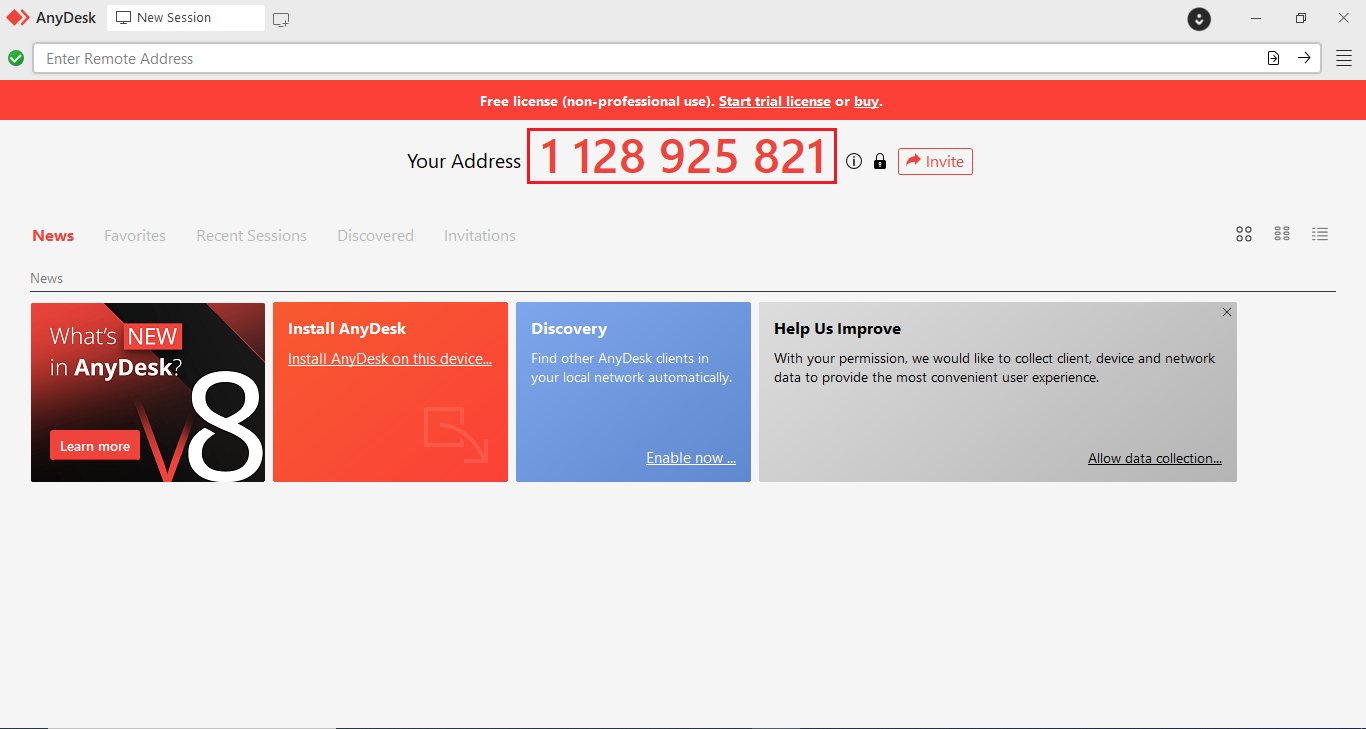 AnyDesk
New Session
Enter Remote Address
Free license (non-professional use). Start trial license or buy.
Your Address 1 128 925 821 Invite
News Favorites Recent Sessions Discovered Invitations
News
What's NEW
in AnyDesk?
V8
Learn more
Install AnyDesk
Install AnyDesk on this device...
Discovery
Find other AnyDesk clients in
your local network automatically.
Enable now ...
Help Us Improve
With your permission, we would like to collect client, device and network
data to provide the most convenient user experience.
Allow data collection...